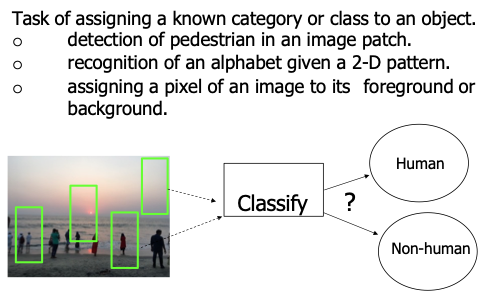 Task of assigning a known category or class to an object.
o detection of pedestrian in an image patch.
o recognition of an alphabet given a 2-D pattern.
o assigning a pixel of an image to its foreground or
background.
Human
Classify ?
Non-human